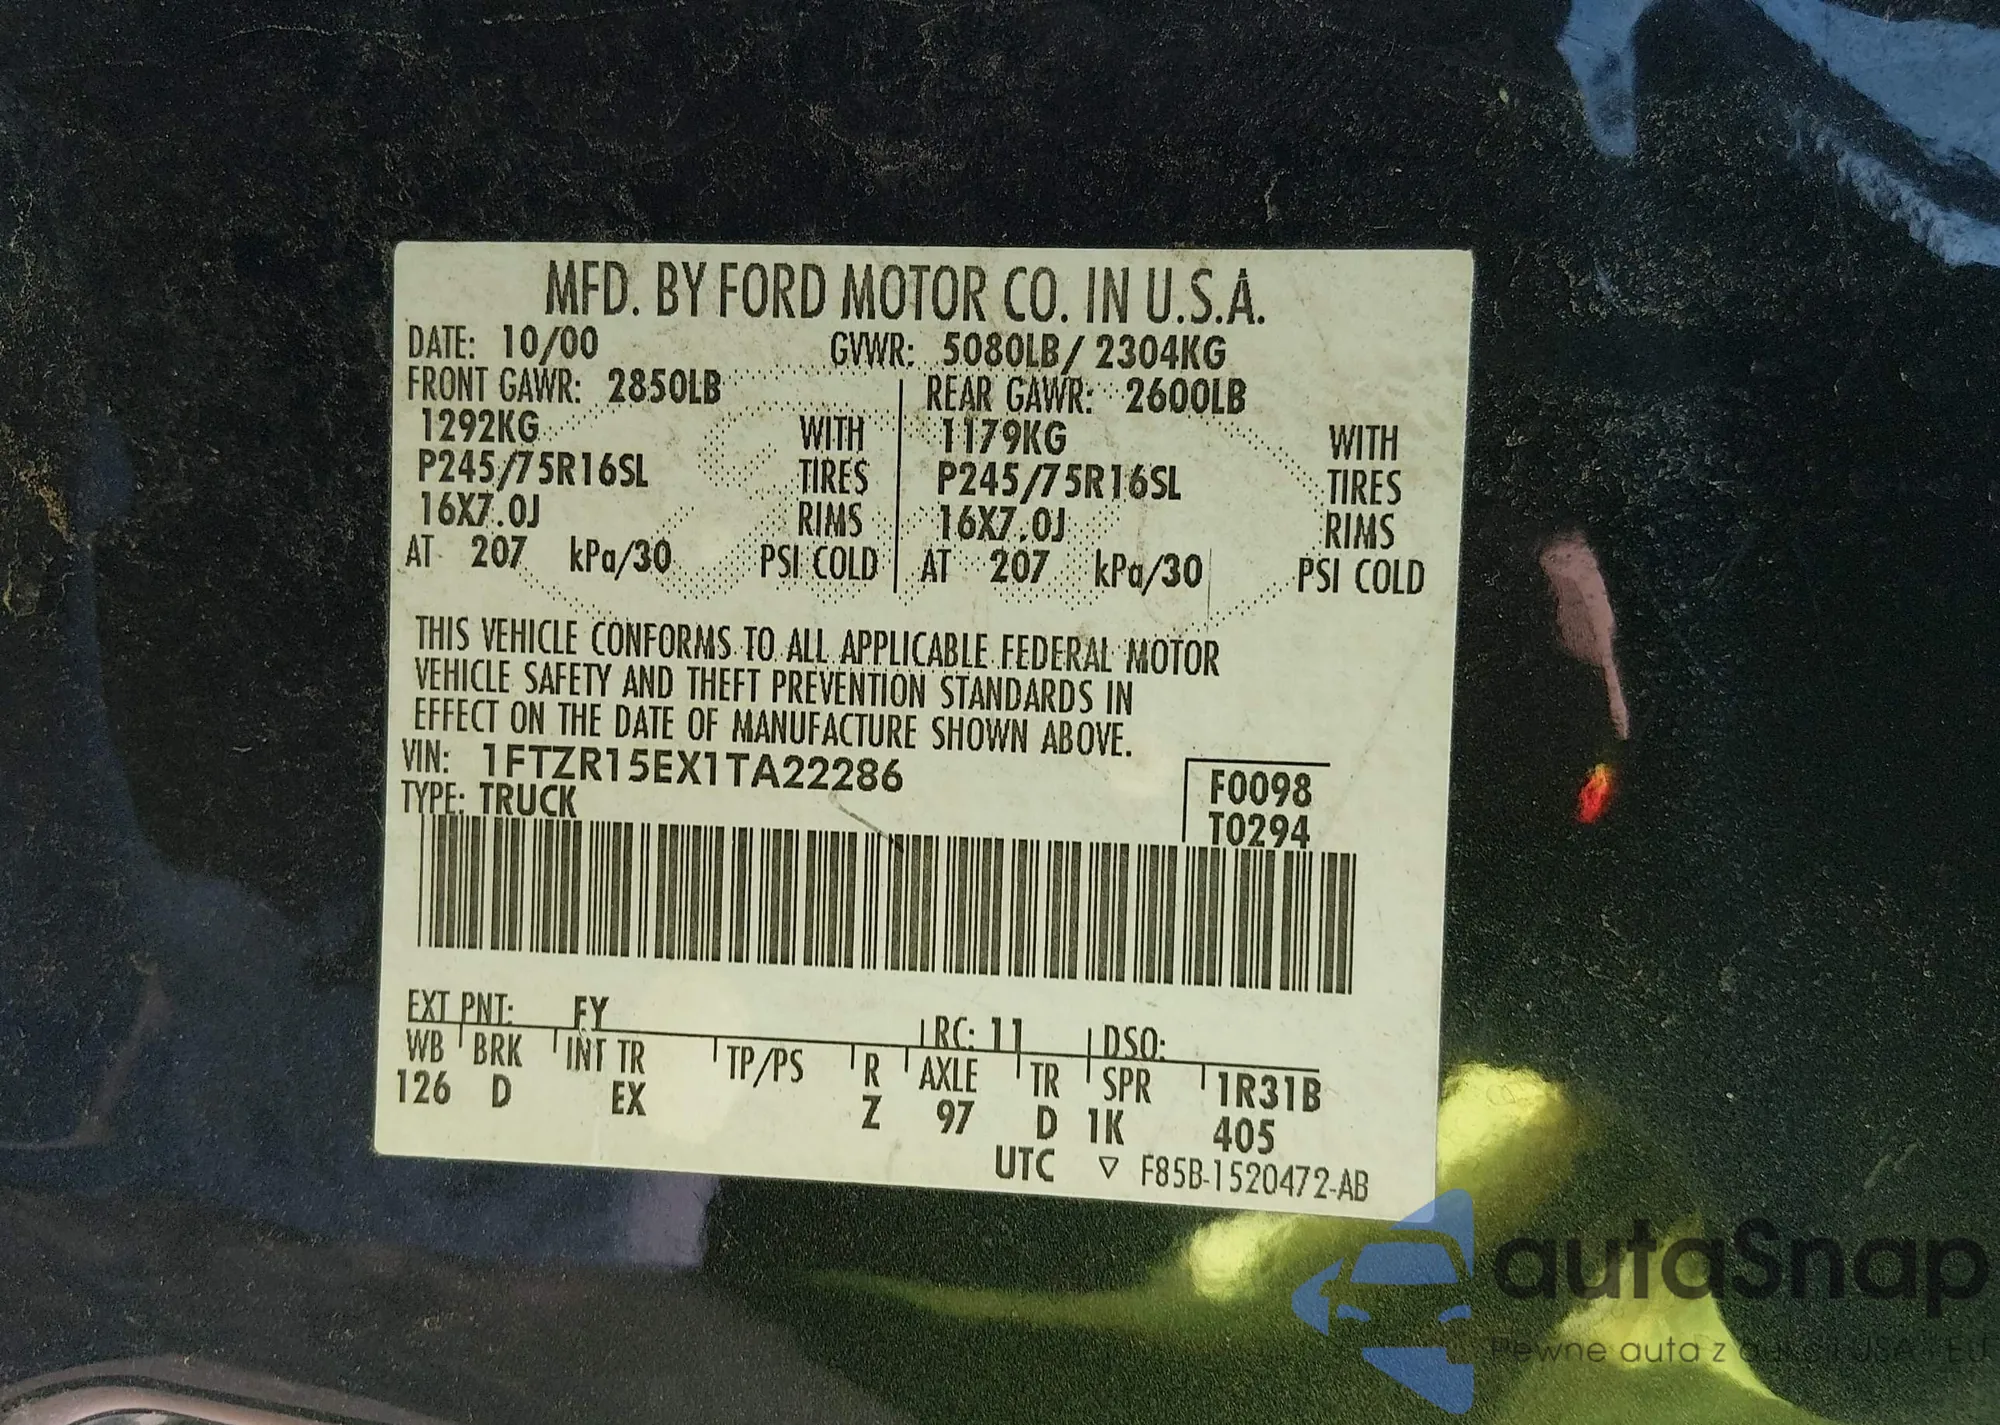 MFD. BY FORD MOTOR CO. IN U.S.A.
DATE: 10/00 GVWR: 5080LB/ 2304KG
FRONT GAWR: 2850LB REAR GAWR: 2600LB
1292KG WITH 1179KG WITH
P245/75R16SL TIRES P245/75R16SL TIRES
16X7.0J RIMS 16X7.0J RIMS
AT 207 kPa/30 PSI COLD AT 207 kPa/30 PSI COLD
THIS VEHICLE CONFORMS TO ALL APPLICABLE FEDERAL MOTOR
VEHICLE SAFETY AND THEFT PREVENTION STANDARDS IN
EFFECT ON THE DATE OF MANUFACTURE SHOWN ABOVE.
VIN: 1FTZR15EX1TA22286 F0098
TYPE: TRUCK T0294
EXT PNT: FY RC: 11 DSO:
WB BRK INT TR TP/PS R AXLE TR SPR 1R31B
126 D EX Z 97 D 1K 405
UTC ▽ F85B-1520472-AB
autaSnap
Pewne auta z aukcji USA - EU